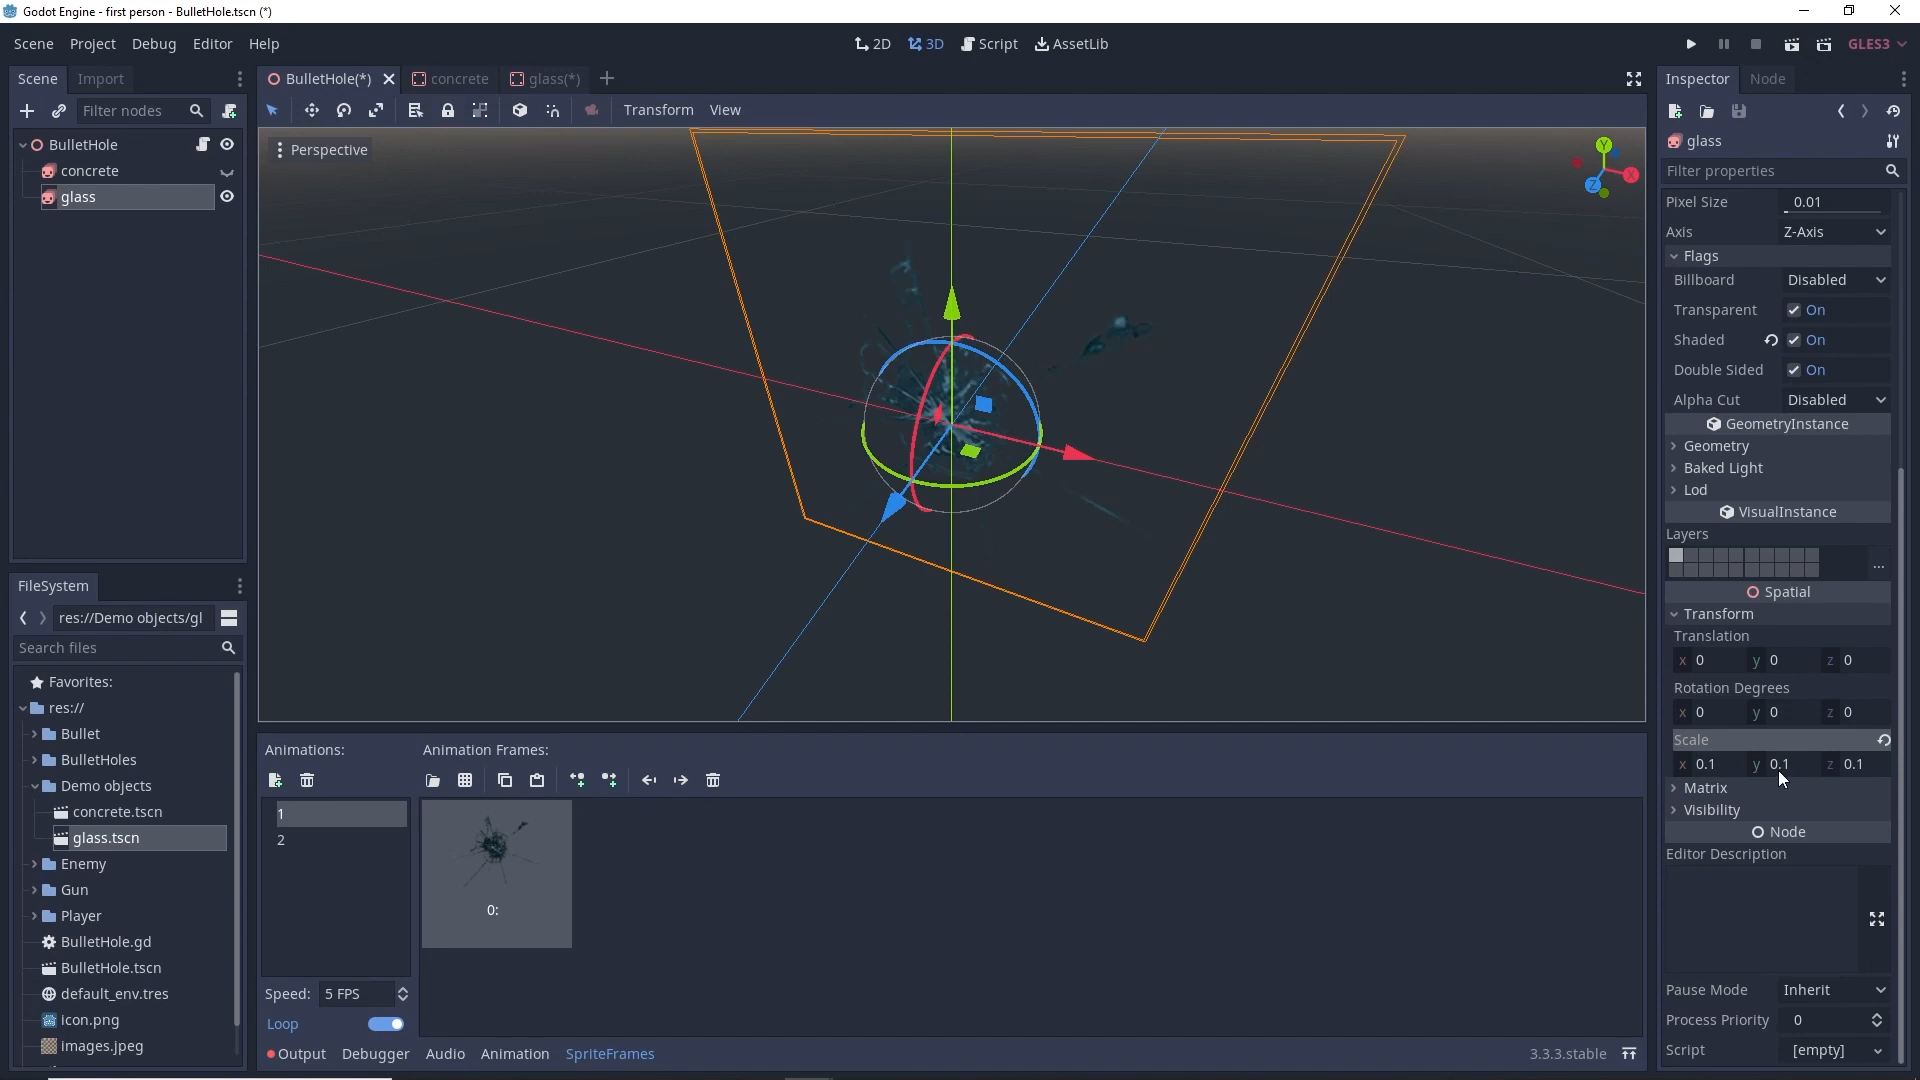 Godot Engine - first person - BulletHole.tscn (*)
Scene Project Debug Editor Help
2D 3D Script AssetLib
GLES3
Scene Import
BulletHole(*) concrete glass(*)
Inspector Node
Filter nodes
Transform View
BulletHole
concrete
glass
Perspective
Y
X
Z
glass
Filter properties
Pixel Size 0.01
Axis Z-Axis
Flags
Billboard Disabled
Transparent On
Shaded On
Double Sided On
Alpha Cut Disabled
GeometryInstance
Geometry
Baked Light
Lod
VisualInstance
Layers
...
Spatial
Transform
Translation
x 0 y 0 z 0
Rotation Degrees
x 0 y 0 z 0
Scale
x 0.1 y 0.1 z 0.1
Matrix
Visibility
Node
Editor Description
Pause Mode Inherit
Process Priority 0
Script [empty]
FileSystem
res://Demo objects/gl
Search files
Favorites:
res://
Bullet
BulletHoles
Demo objects
concrete.tscn
glass.tscn
Enemy
Gun
Player
BulletHole.gd
BulletHole.tscn
default_env.tres
icon.png
images.jpeg
Animations: Animation Frames:
1
2
0:
Speed: 5 FPS
Loop
Output Debugger Audio Animation SpriteFrames 3.3.3.stable